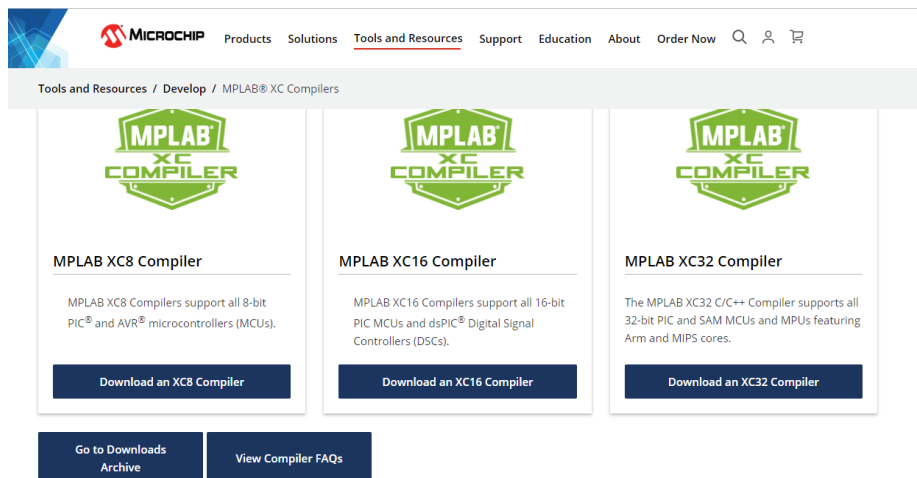 MICROCHIP Products Solutions Tools and Resources Support Education About Order Now
Tools and Resources / Develop / MPLAB® XC Compilers
MPLAB®
XC
COMPILER
MPLAB XC8 Compiler
MPLAB XC8 Compilers support all 8-bit
PIC® and AVR® microcontrollers (MCUs).
Download an XC8 Compiler
MPLAB®
XC
COMPILER
MPLAB XC16 Compiler
MPLAB XC16 Compilers support all 16-bit
PIC MCUs and dsPIC® Digital Signal
Controllers (DSCs).
Download an XC16 Compiler
MPLAB®
XC
COMPILER
MPLAB XC32 Compiler
The MPLAB XC32 C/C++ Compiler supports all
32-bit PIC and SAM MCUs and MPUs featuring
Arm and MIPS cores.
Download an XC32 Compiler
Go to Downloads
Archive
View Compiler FAQs